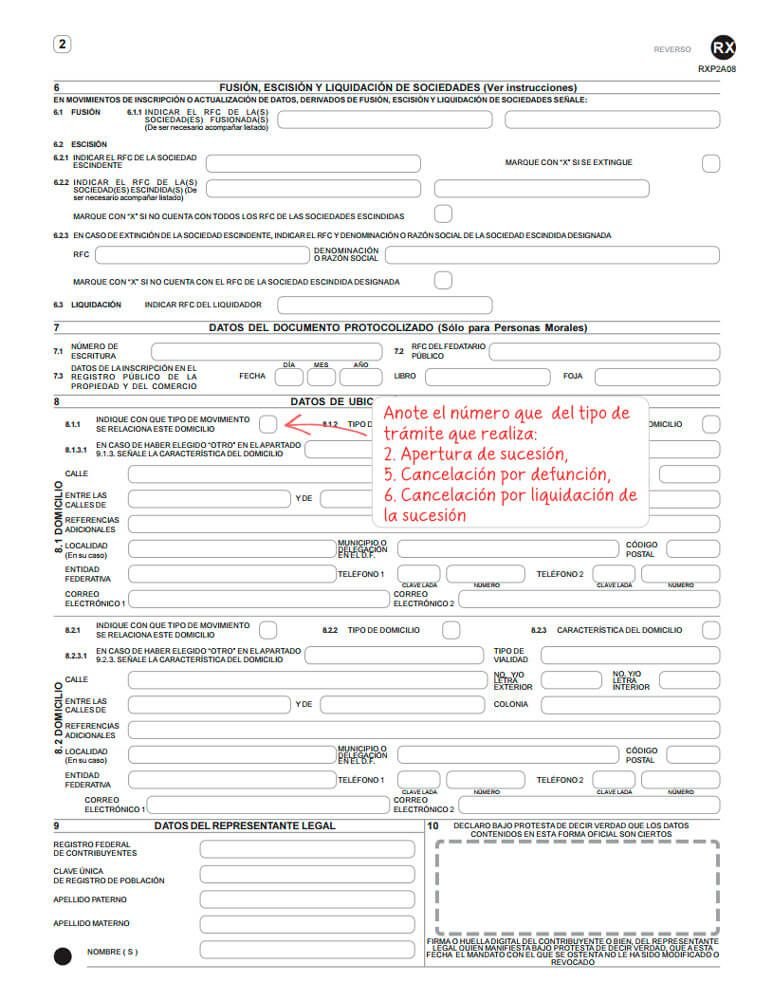 2
REVERSO
RX
RXP2A08
6 FUSIÓN, ESCISIÓN Y LIQUIDACIÓN DE SOCIEDADES (Ver instrucciones)
EN MOVIMIENTOS DE INSCRIPCIÓN O ACTUALIZACIÓN DE DATOS, DERIVADOS DE FUSIÓN, ESCISIÓN Y LIQUIDACIÓN DE SOCIEDADES SEÑALE:
6.1 FUSIÓN 6.1.1 INDICAR EL RFC DE LA(S)
SOCIEDAD(ES) FUSIONADA(S)
(De ser necesario acompañar listado)
6.2 ESCISIÓN
6.2.1 INDICAR EL RFC DE LA SOCIEDAD
ESCINDENTE
MARQUE CON "X" SI SE EXTINGUE
6.2.2 INDICAR EL RFC DE LA(S)
SOCIEDAD(ES) ESCINDIDA(S) (De
ser necesario acompañar listado)
MARQUE CON "X" SI NO CUENTA CON TODOS LOS RFC DE LAS SOCIEDADES ESCINDIDAS
6.2.3 EN CASO DE EXTINCIÓN DE LA SOCIEDAD ESCINDENTE, INDICAR EL RFC Y DENOMINACIÓN O RAZÓN SOCIAL DE LA SOCIEDAD ESCINDIDA DESIGNADA
RFC
DENOMINACIÓN
O RAZÓN SOCIAL
MARQUE CON "X" SI NO CUENTA CON EL RFC DE LA SOCIEDAD ESCINDIDA DESIGNADA
6.3 LIQUIDACIÓN INDICAR RFC DEL LIQUIDADOR
7 DATOS DEL DOCUMENTO PROTOCOLIZADO (Sólo para Personas Morales)
7.1 NÚMERO DE
ESCRITURA
7.2 RFC DEL FEDATARIO
PÚBLICO
7.3 DATOS DE LA INSCRIPCIÓN EN EL
REGISTRO PÚBLICO DE LA
PROPIEDAD Y DEL COMERCIO
FECHA
DÍA MES AÑO
LIBRO
FOJA
8 DATOS DE UBIC
8.1 DOMICILIO
8.1.1 INDIQUE CON QUE TIPO DE MOVIMIENTO
SE RELACIONA ESTE DOMICILIO
8.1.2 TIPO D
OMICILIO
Anote el número que del tipo de
trámite que realiza:
2. Apertura de sucesión,
5. Cancelación por defunción,
6. Cancelación por liquidación de
la sucesión
8.1.3.1 EN CASO DE HABER ELEGIDO "OTRO" EN EL APARTADO
9.1.3. SEÑALE LA CARACTERÍSTICA DEL DOMICILIO
CALLE
ENTRE LAS
CALLES DE
Y DE
REFERENCIAS
ADICIONALES
LOCALIDAD
(En su caso)
MUNICIPIO O
DELEGACIÓN
EN EL D.F.
CÓDIGO
POSTAL
ENTIDAD
FEDERATIVA
TELÉFONO 1
CLAVE LADA NÚMERO
TELÉFONO 2
CLAVE LADA NÚMERO
CORREO
ELECTRÓNICO 1
CORREO
ELECTRÓNICO 2
8.2 DOMICILIO
8.2.1 INDIQUE CON QUE TIPO DE MOVIMIENTO
SE RELACIONA ESTE DOMICILIO
8.2.2 TIPO DE DOMICILIO
8.2.3 CARACTERÍSTICA DEL DOMICILIO
8.2.3.1 EN CASO DE HABER ELEGIDO "OTRO" EN EL APARTADO
9.2.3. SEÑALE LA CARACTERÍSTICA DEL DOMICILIO
TIPO DE
VIALIDAD
CALLE
NO. Y/O
LETRA
EXTERIOR
NO. Y/O
LETRA
INTERIOR
ENTRE LAS
CALLES DE
Y DE
COLONIA
REFERENCIAS
ADICIONALES
LOCALIDAD
(En su caso)
MUNICIPIO O
DELEGACIÓN
EN EL D.F.
CÓDIGO
POSTAL
ENTIDAD
FEDERATIVA
TELÉFONO 1
CLAVE LADA NÚMERO
TELÉFONO 2
CLAVE LADA NÚMERO
CORREO
ELECTRÓNICO 1
CORREO
ELECTRÓNICO 2
9 DATOS DEL REPRESENTANTE LEGAL
REGISTRO FEDERAL
DE CONTRIBUYENTES
CLAVE ÚNICA
DE REGISTRO DE POBLACIÓN
APELLIDO PATERNO
APELLIDO MATERNO
NOMBRE ( S )
10 DECLARO BAJO PROTESTA DE DECIR VERDAD QUE LOS DATOS
CONTENIDOS EN ESTA FORMA OFICIAL SON CIERTOS
FIRMA O HUELLA DIGITAL DEL CONTRIBUYENTE O BIEN, DEL REPRESENTANTE
LEGAL QUIEN MANIFIESTA BAJO PROTESTA DE DECIR VERDAD, QUE A ESTA
FECHA EL MANDATO CON EL QUE SE OSTENTA NO LE HA SIDO MODIFICADO O
REVOCADO